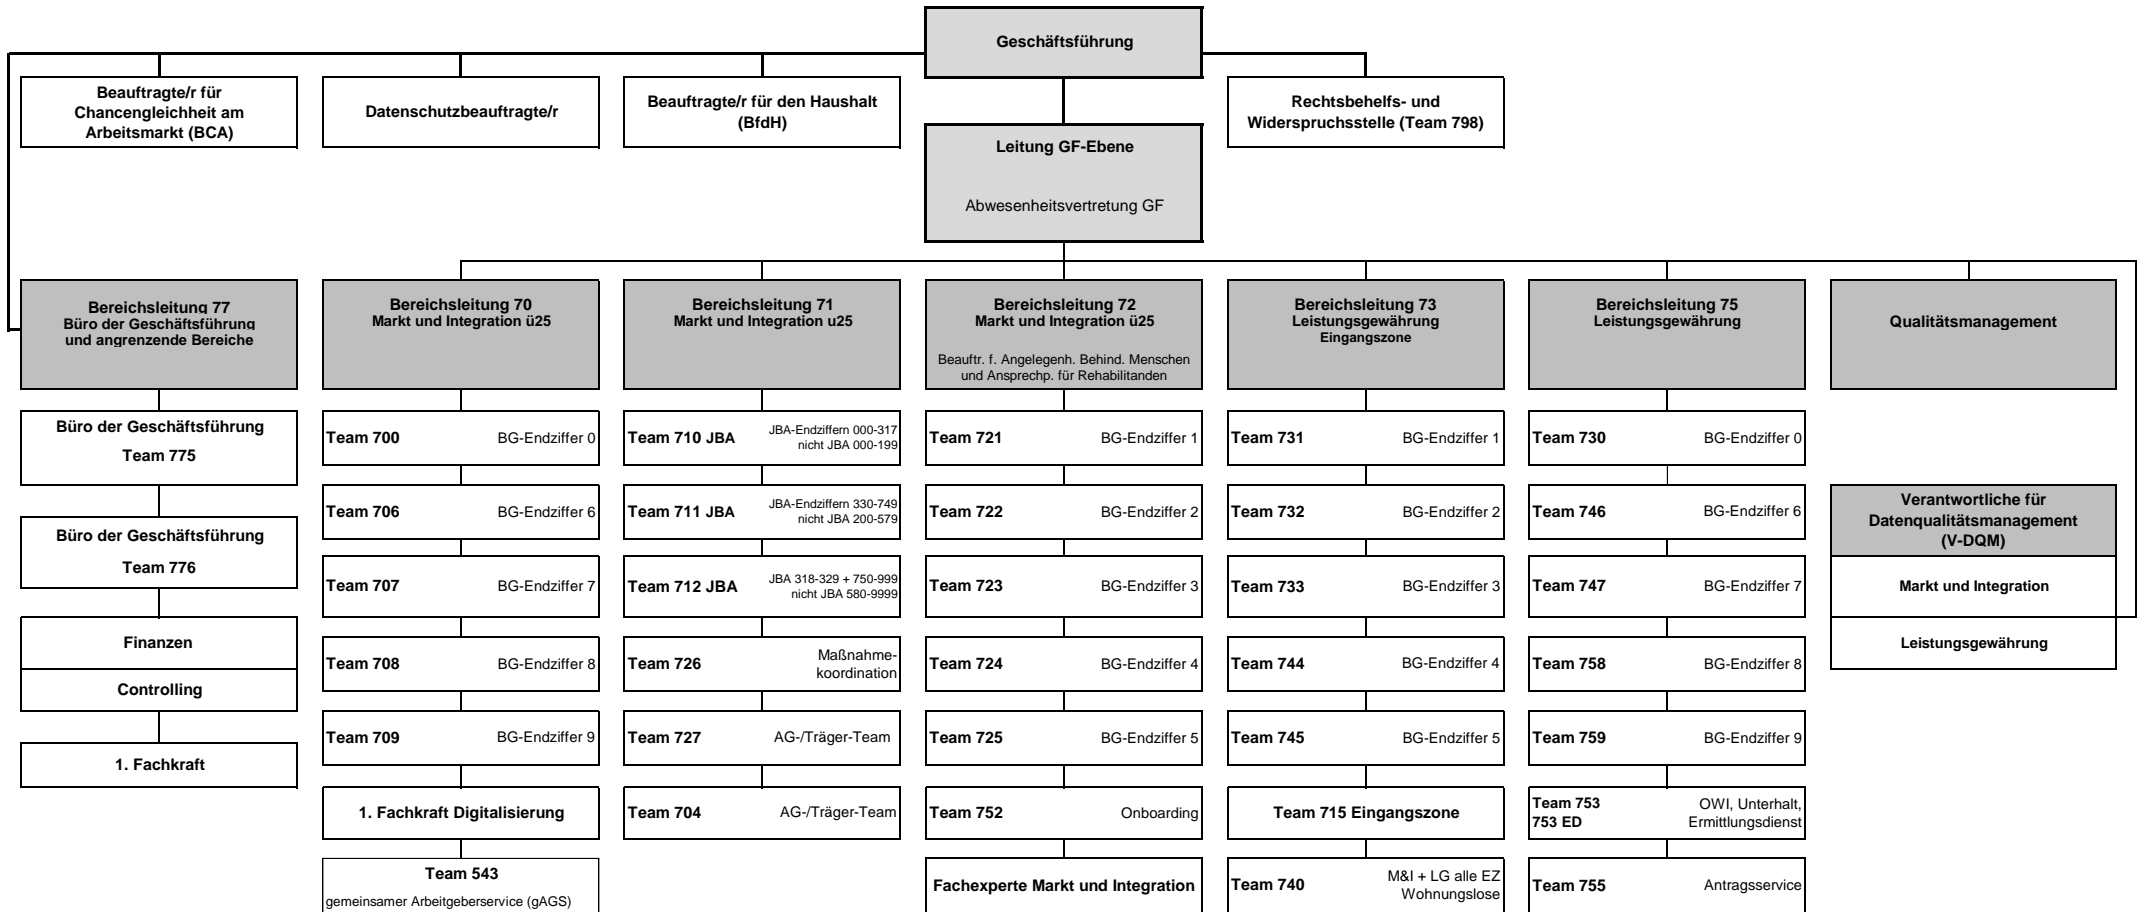 Geschäftsführung
Beauftragte/r für
Chancengleichheit am
Arbeitsmarkt (BCA)
Datenschutzbeauftragte/r
Beauftragte/r für den Haushalt
(BfdH)
Rechtsbehelfs- und
Widerspruchsstelle (Team 798)
Leitung GF-Ebene
Abwesenheitsvertretung GF
Bereichsleitung 77
Büro der Geschäftsführung
und angrenzende Bereiche
Büro der Geschäftsführung
Team 775
Büro der Geschäftsführung
Team 776
Finanzen
Controlling
1. Fachkraft
Bereichsleitung 70
Markt und Integration ü25
Team 700 BG-Endziffer 0
Team 706 BG-Endziffer 6
Team 707 BG-Endziffer 7
Team 708 BG-Endziffer 8
Team 709 BG-Endziffer 9
1. Fachkraft Digitalisierung
Team 543
gemeinsamer Arbeitgeberservice (gAGS)
Bereichsleitung 71
Markt und Integration u25
Team 710 JBA JBA-Endziffern 000-317
nicht JBA 000-199
Team 711 JBA JBA-Endziffern 330-749
nicht JBA 200-579
Team 712 JBA JBA 318-329 + 750-999
nicht JBA 580-9999
Team 726 Maßnahme-
koordination
Team 727 AG-/Träger-Team
Team 704 AG-/Träger-Team
Bereichsleitung 72
Markt und Integration ü25
Beauftr. f. Angelegenh. Behind. Menschen
und Ansprechp. für Rehabilitanden
Team 721 BG-Endziffer 1
Team 722 BG-Endziffer 2
Team 723 BG-Endziffer 3
Team 724 BG-Endziffer 4
Team 725 BG-Endziffer 5
Team 752 Onboarding
Fachexperte Markt und Integration
Bereichsleitung 73
Leistungsgewährung
Eingangszone
Team 731 BG-Endziffer 1
Team 732 BG-Endziffer 2
Team 733 BG-Endziffer 3
Team 744 BG-Endziffer 4
Team 745 BG-Endziffer 5
Team 715 Eingangszone
Team 740 M&I + LG alle EZ
Wohnungslose
Bereichsleitung 75
Leistungsgewährung
Team 730 BG-Endziffer 0
Team 746 BG-Endziffer 6
Team 747 BG-Endziffer 7
Team 758 BG-Endziffer 8
Team 759 BG-Endziffer 9
Team 753 OWI, Unterhalt,
753 ED Ermittlungsdienst
Team 755 Antragsservice
Qualitätsmanagement
Verantwortliche für
Datenqualitätsmanagement
(V-DQM)
Markt und Integration
Leistungsgewährung